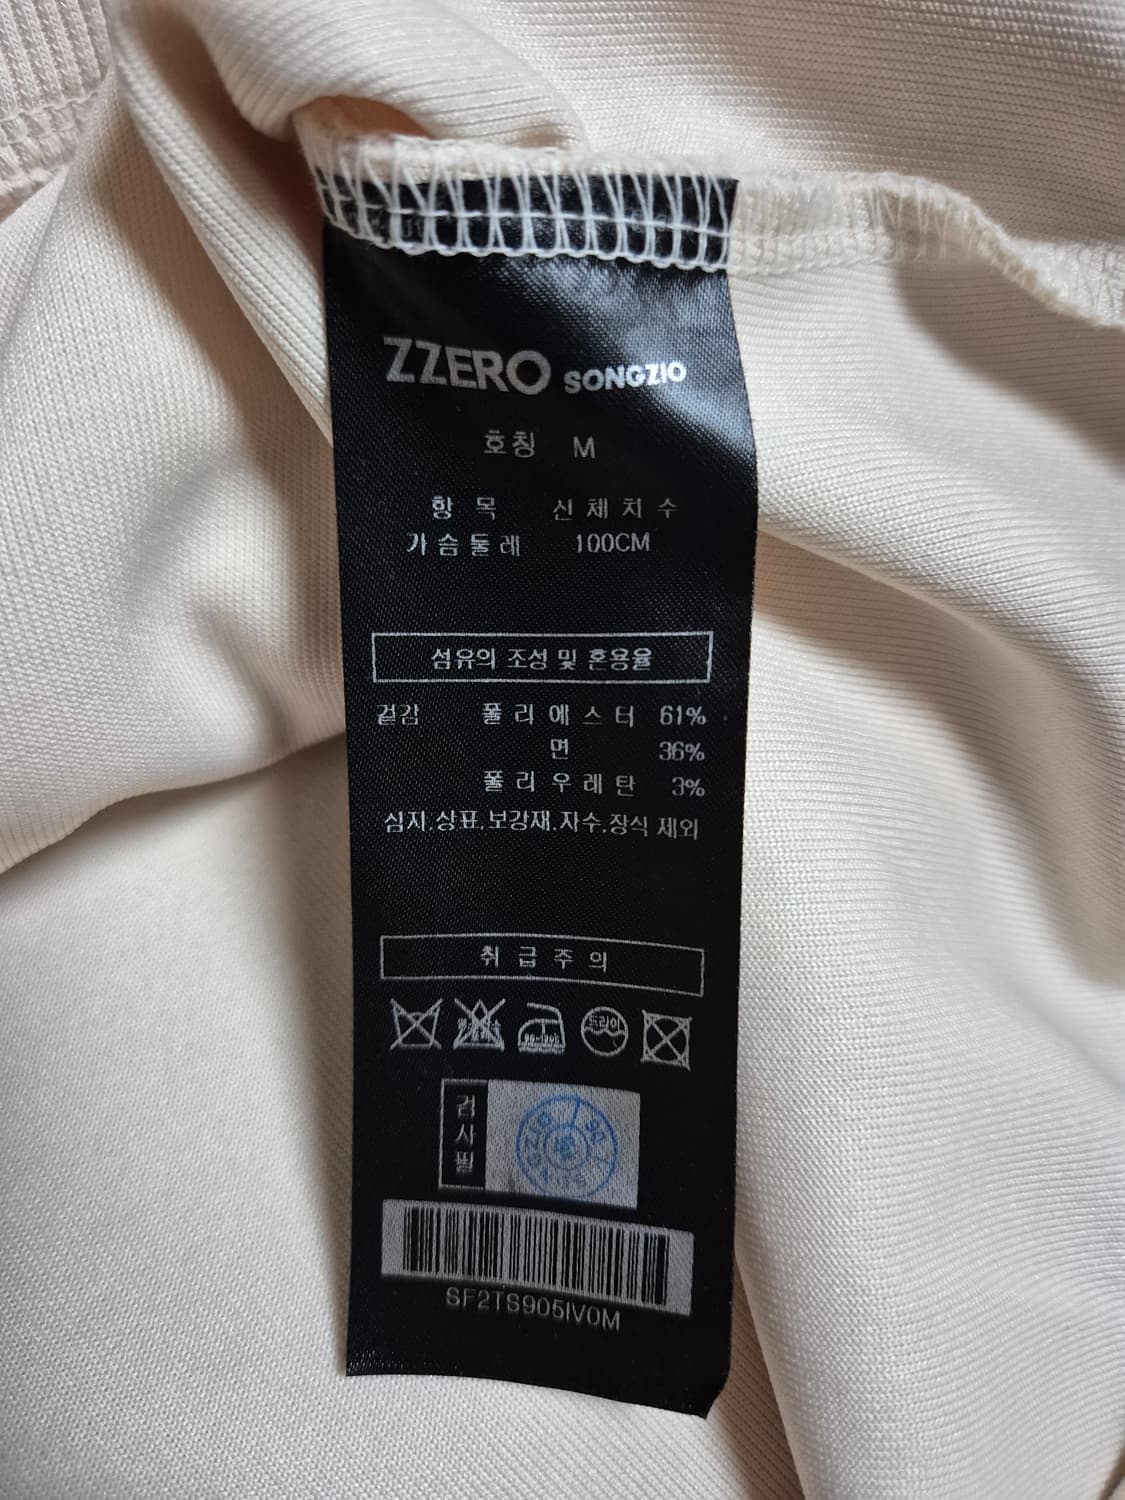 ZZERO SONGZIO
호칭 M
항목 신체치수
가슴둘레 100CM
섬유의 조성 및 혼용율
겉감 폴리에스터 61%
면 36%
폴리우레탄 3%
심지,상표,보강재,자수,장식 제외
취급주의
드라이
검사필
SF2TS905IV0M